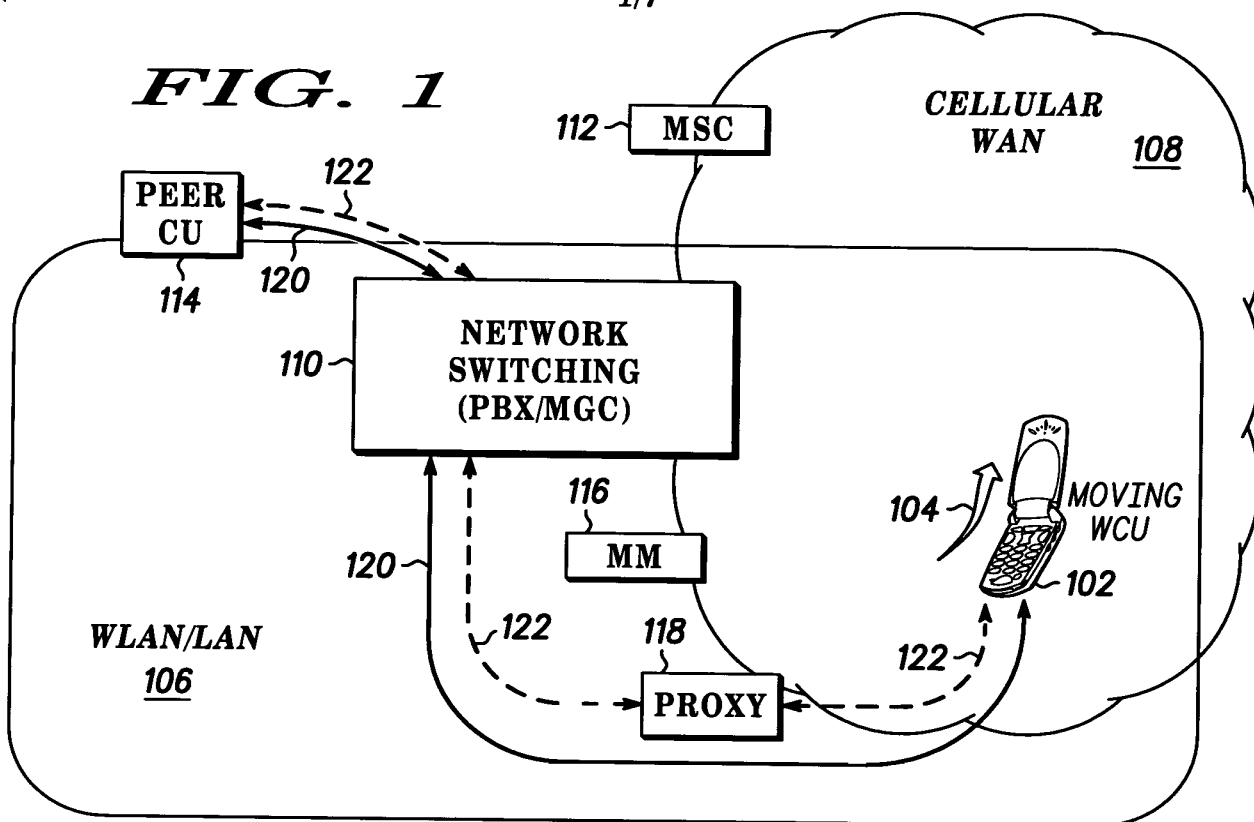 1/7
FIG. 1
CELLULAR
WAN
108
112
MSC
PEER
CU
114
122
120
110
NETWORK
SWITCHING
(PBX/MGC)
104
MOVING
WCU
102
116
MM
120
122
118
PROXY
122
WLAN/LAN
106